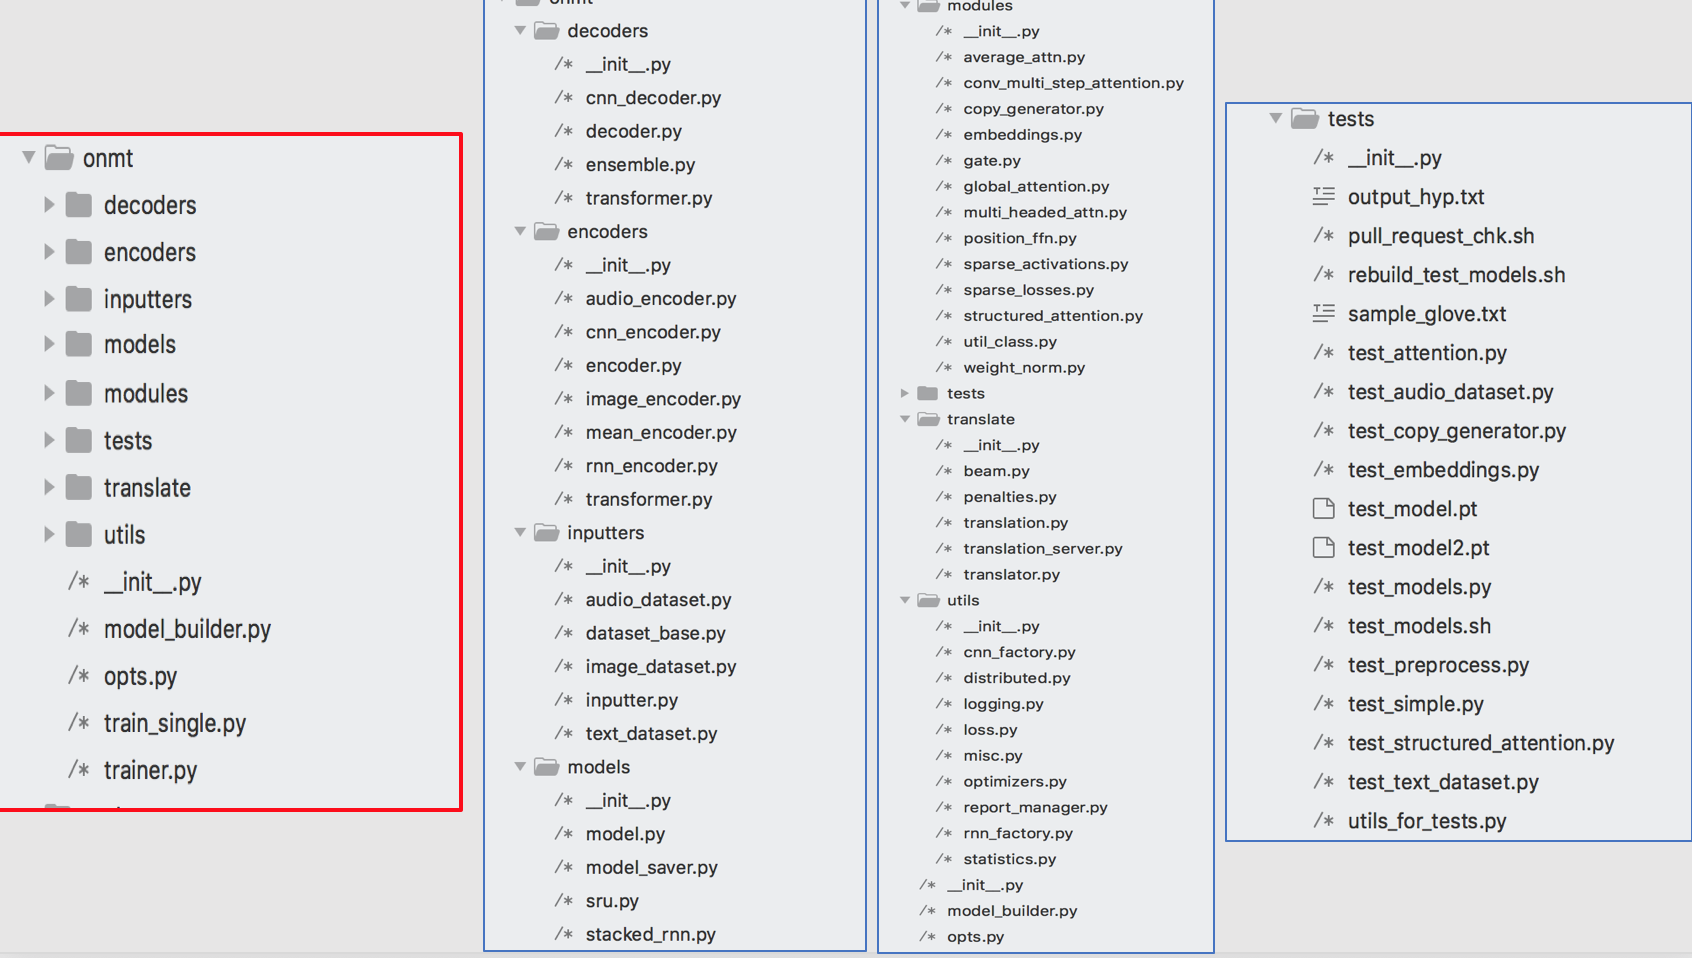 onmt
decoders
encoders
inputters
models
modules
tests
translate
utils
/* __init__.py
/* model_builder.py
/* opts.py
/* train_single.py
/* trainer.py
onmt
decoders
/* __init__.py
/* cnn_decoder.py
/* decoder.py
/* ensemble.py
/* transformer.py
encoders
/* __init__.py
/* audio_encoder.py
/* cnn_encoder.py
/* encoder.py
/* image_encoder.py
/* mean_encoder.py
/* rnn_encoder.py
/* transformer.py
inputters
/* __init__.py
/* audio_dataset.py
/* dataset_base.py
/* image_dataset.py
/* inputter.py
/* text_dataset.py
models
/* __init__.py
/* model.py
/* model_saver.py
/* sru.py
/* stacked_rnn.py
modules
/* __init__.py
/* average_attn.py
/* conv_multi_step_attention.py
/* copy_generator.py
/* embeddings.py
/* gate.py
/* global_attention.py
/* multi_headed_attn.py
/* position_ffn.py
/* sparse_activations.py
/* sparse_losses.py
/* structured_attention.py
/* util_class.py
/* weight_norm.py
tests
translate
/* __init__.py
/* beam.py
/* penalties.py
/* translation.py
/* translation_server.py
/* translator.py
utils
/* __init__.py
/* cnn_factory.py
/* distributed.py
/* logging.py
/* loss.py
/* misc.py
/* optimizers.py
/* report_manager.py
/* rnn_factory.py
/* statistics.py
/* __init__.py
/* model_builder.py
/* opts.py
tests
/* __init__.py
output_hyp.txt
/* pull_request_chk.sh
/* rebuild_test_models.sh
sample_glove.txt
/* test_attention.py
/* test_audio_dataset.py
/* test_copy_generator.py
/* test_embeddings.py
test_model.pt
test_model2.pt
/* test_models.py
/* test_models.sh
/* test_preprocess.py
/* test_simple.py
/* test_structured_attention.py
/* test_text_dataset.py
/* utils_for_tests.py